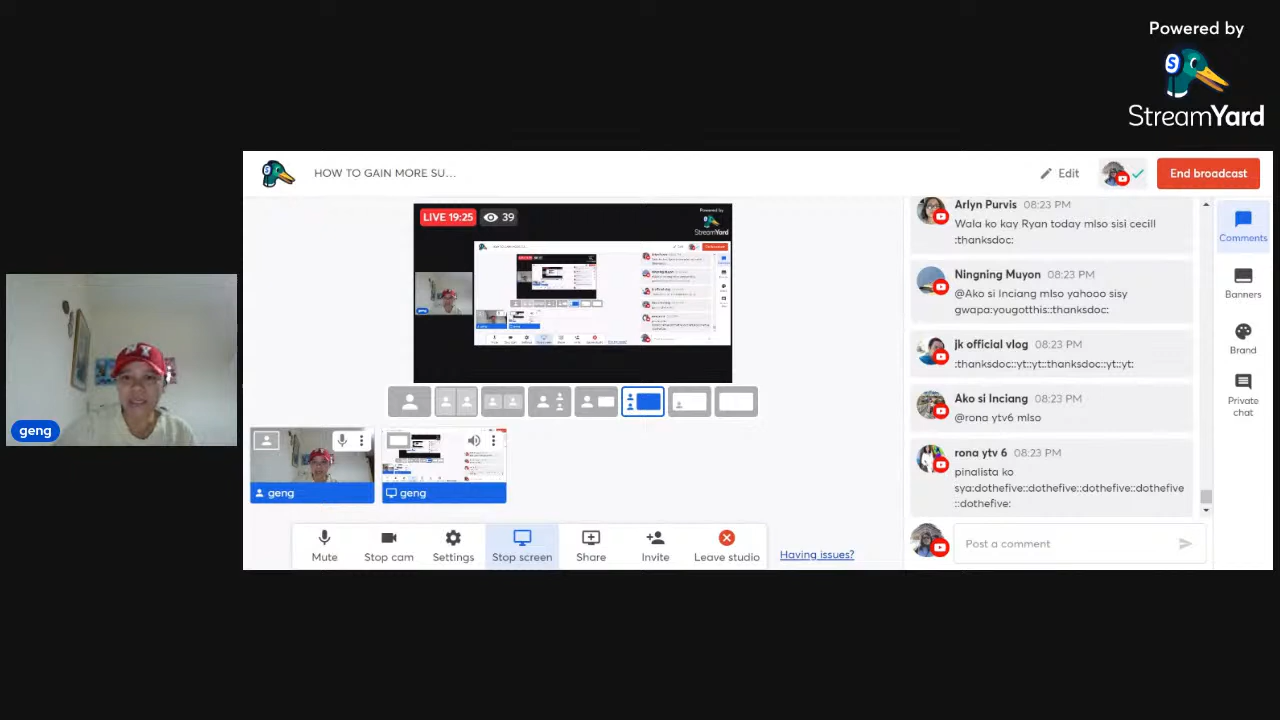 Powered by
StreamYard
HOW TO GAIN MORE SU...
Edit
End broadcast
LIVE 19:25
39
Powered by
StreamYard
geng
geng
geng
Mute
Stop cam
Settings
Stop screen
Share
Invite
Leave studio
Having issues?
Arlyn Purvis 08:23 PM
Wala ko kay Ryan today mlso sisi cecill
:thanksdoc:
Ningning Muyon 08:23 PM
@Ako si Inciang mlso yahooo sisy
gwapa:yougotthis::thanksdoc:
jk official vlog 08:23 PM
:thanksdoc::yt::yt::thanksdoc::yt:yt:
Ako si Inciang 08:23 PM
@rona ytv6 mlso
rona ytv 6 08:23 PM
pinalista ko
sya:dothefive::dothefive::dothefive::dothefive
::dothefive:
Post a comment
Comments
Banners
Brand
Private
chat